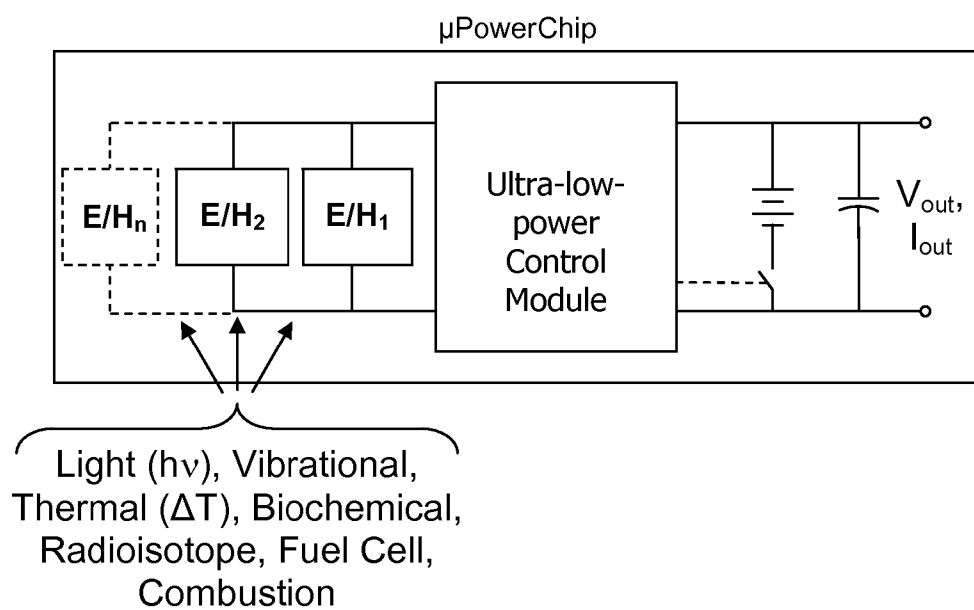 µPowerChip
E/Hn
E/H2
E/H1
Ultra-low-
power
Control
Module
Vout,
Iout
Light (hν), Vibrational,
Thermal (ΔT), Biochemical,
Radioisotope, Fuel Cell,
Combustion